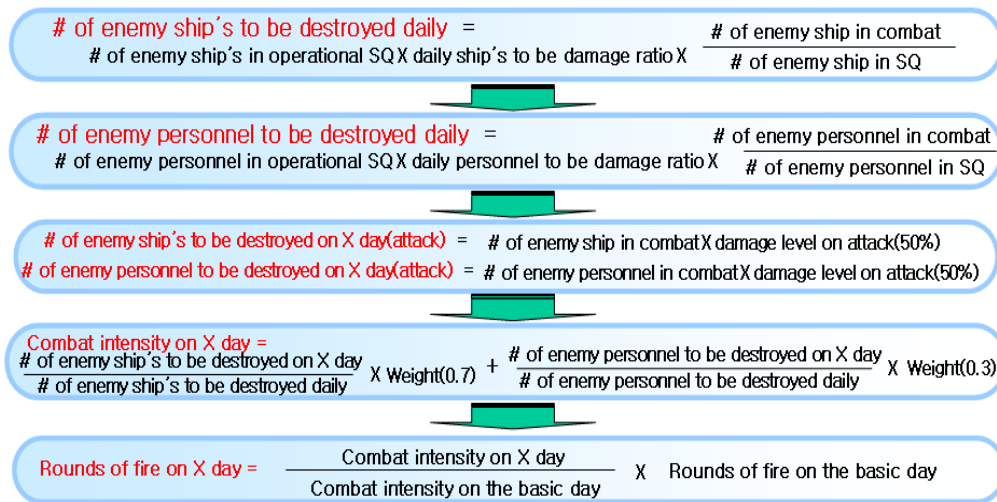 # of enemy ship's to be destroyed daily =
# of enemy ship's in operational SQ X daily ship's to be damage ratio X
# of enemy ship in combat
# of enemy ship in SQ
# of enemy personnel to be destroyed daily =
# of enemy personnel in operational SQ X daily personnel to be damage ratio X
# of enemy personnel in combat
# of enemy personnel in SQ
# of enemy ship's to be destroyed on X day(attack) = # of enemy ship in combat X damage level on attack(50%)
# of enemy personnel to be destroyed on X day(attack) = # of enemy personnel in combat X damage level on attack(50%)
Combat intensity on X day =
# of enemy ship's to be destroyed on X day
# of enemy ship's to be destroyed daily
X Weight(0.7) +
# of enemy personnel to be destroyed on X day
# of enemy personnel to be destroyed daily
X Weight(0.3)
Rounds of fire on X day =
Combat intensity on X day
Combat intensity on the basic day
X Rounds of fire on the basic day